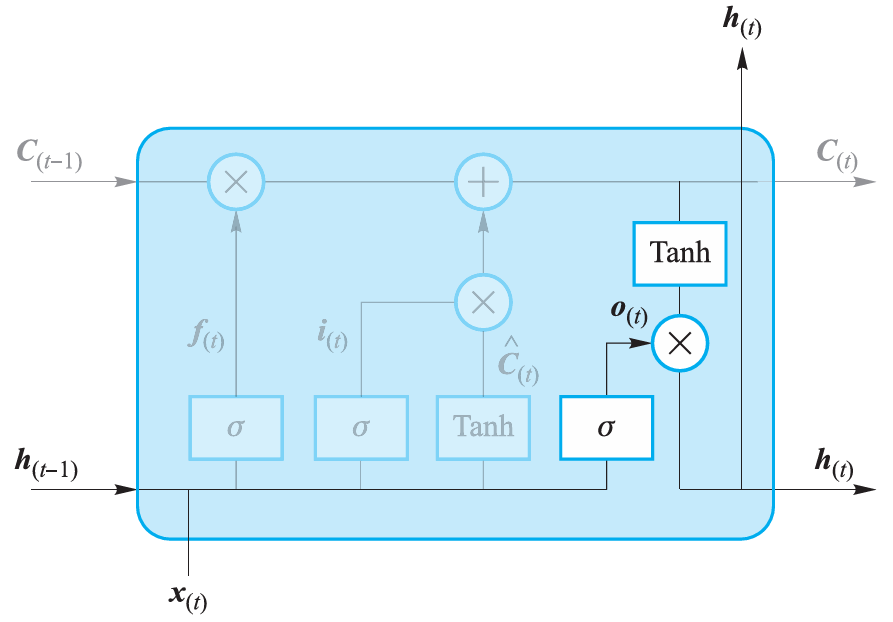 h(t)
C(t−1)
C(t)
×
+
Tanh
f(t)
i(t)
×
o(t)
×
Ĉ(t)
σ
σ
Tanh
σ
h(t−1)
h(t)
x(t)